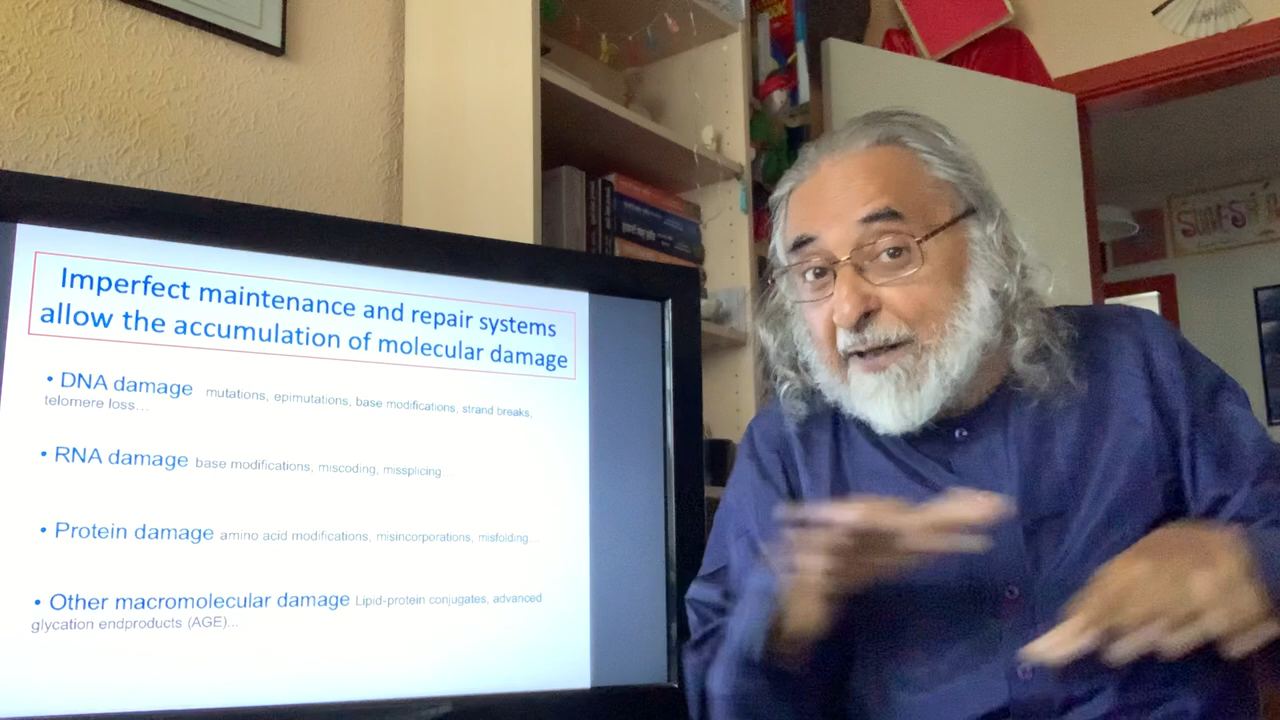 Imperfect maintenance and repair systems
allow the accumulation of molecular damage
• DNA damage mutations, epimutations, base modifications, strand breaks,
telomere loss...
• RNA damage base modifications, miscoding, missplicing...
• Protein damage amino acid modifications, misincorporations, misfolding...
• Other macromolecular damage Lipid-protein conjugates, advanced
glycation endproducts (AGE)...